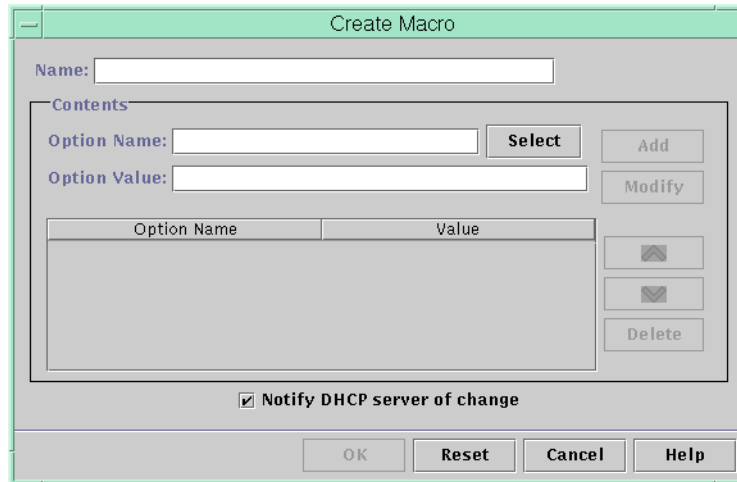 Create Macro
Name:
Contents
Option Name: Select Add
Option Value: Modify
Option Name Value
Delete
Notify DHCP server of change
OK Reset Cancel Help